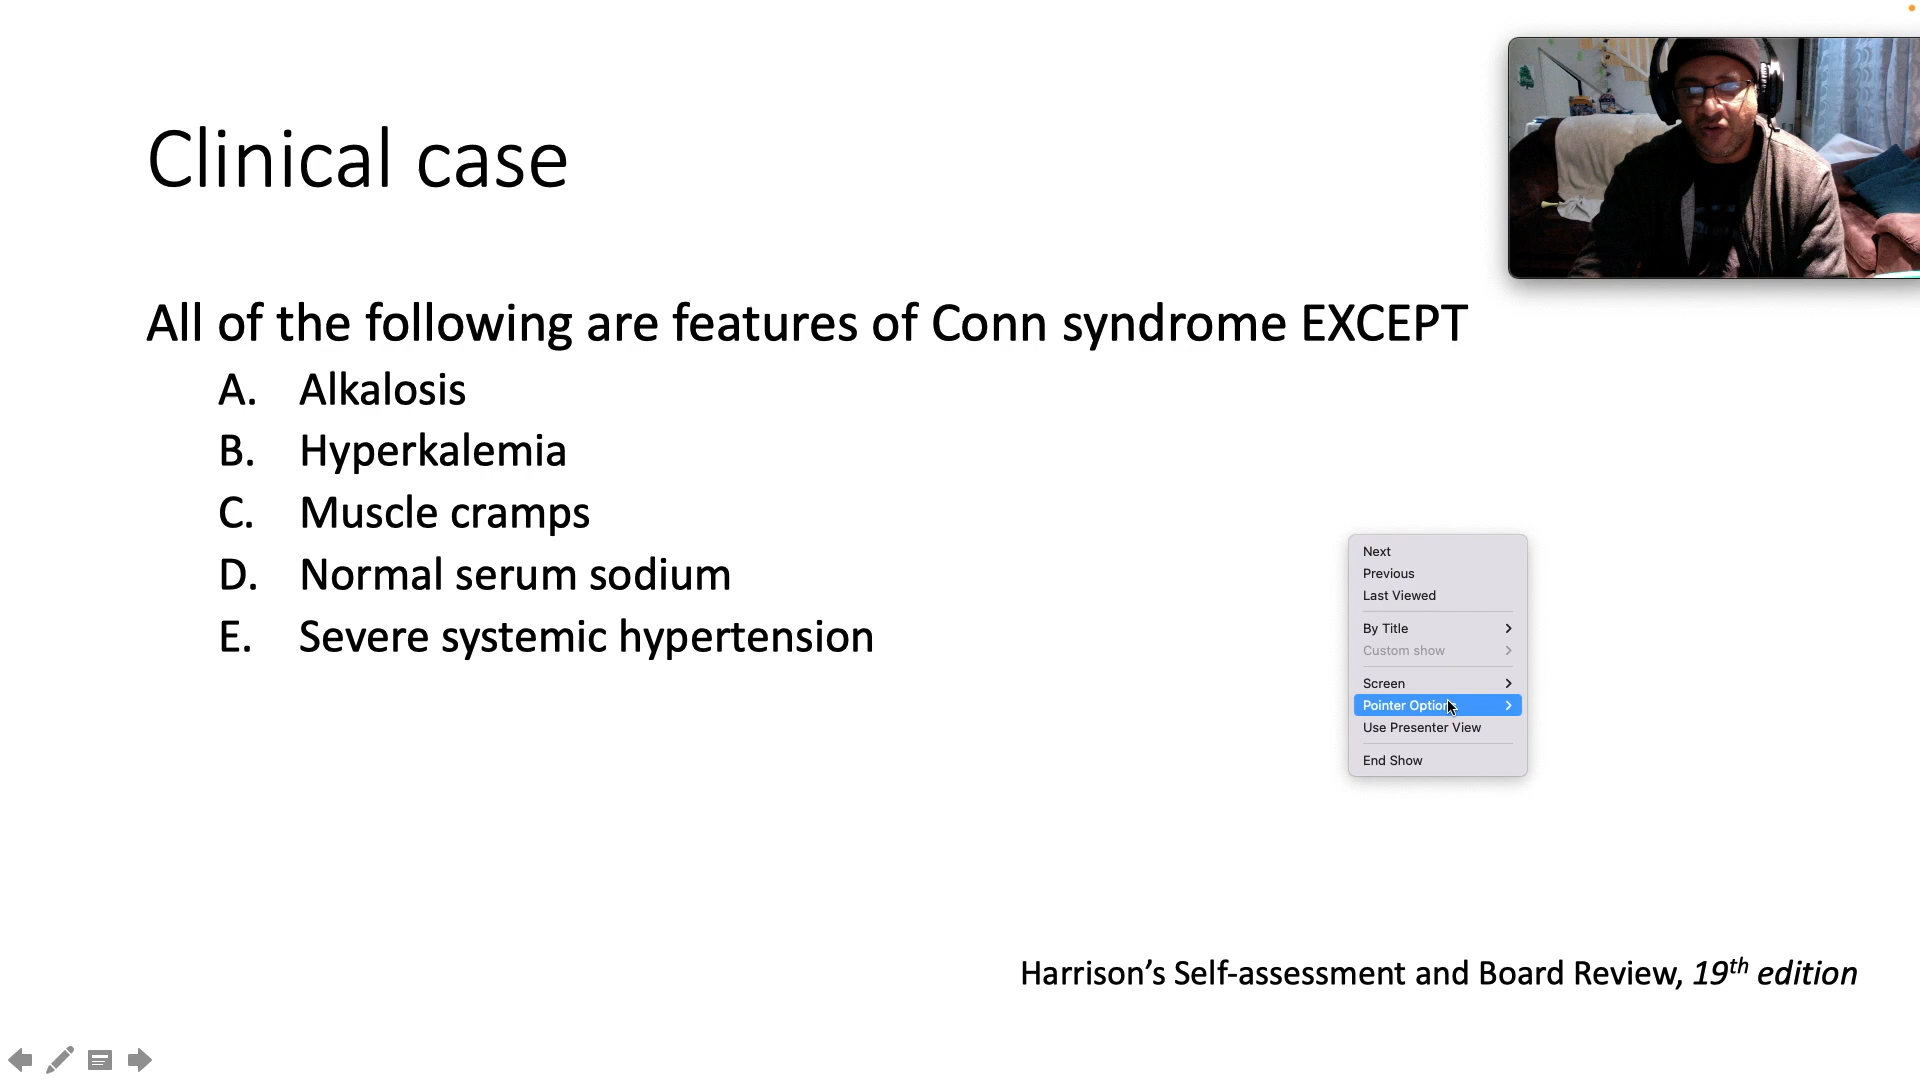 Clinical case
All of the following are features of Conn syndrome EXCEPT
A. Alkalosis
B. Hyperkalemia
C. Muscle cramps
D. Normal serum sodium
E. Severe systemic hypertension
Next
Previous
Last Viewed
By Title
Custom show
Screen
Pointer Options
Use Presenter View
End Show
Harrison’s Self-assessment and Board Review, 19th edition